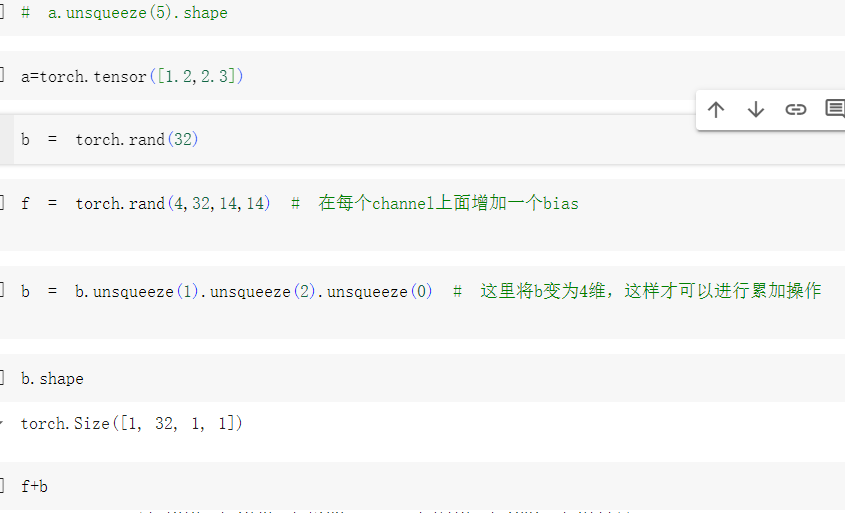 # a.unsqueeze(5).shape
a=torch.tensor([1.2,2.3])
b = torch.rand(32)
f = torch.rand(4,32,14,14) # 在每个channel上面增加一个bias
b = b.unsqueeze(1).unsqueeze(2).unsqueeze(0) # 这里将b变为4维，这样才可以进行累加操作
b.shape
torch.Size([1, 32, 1, 1])
f+b